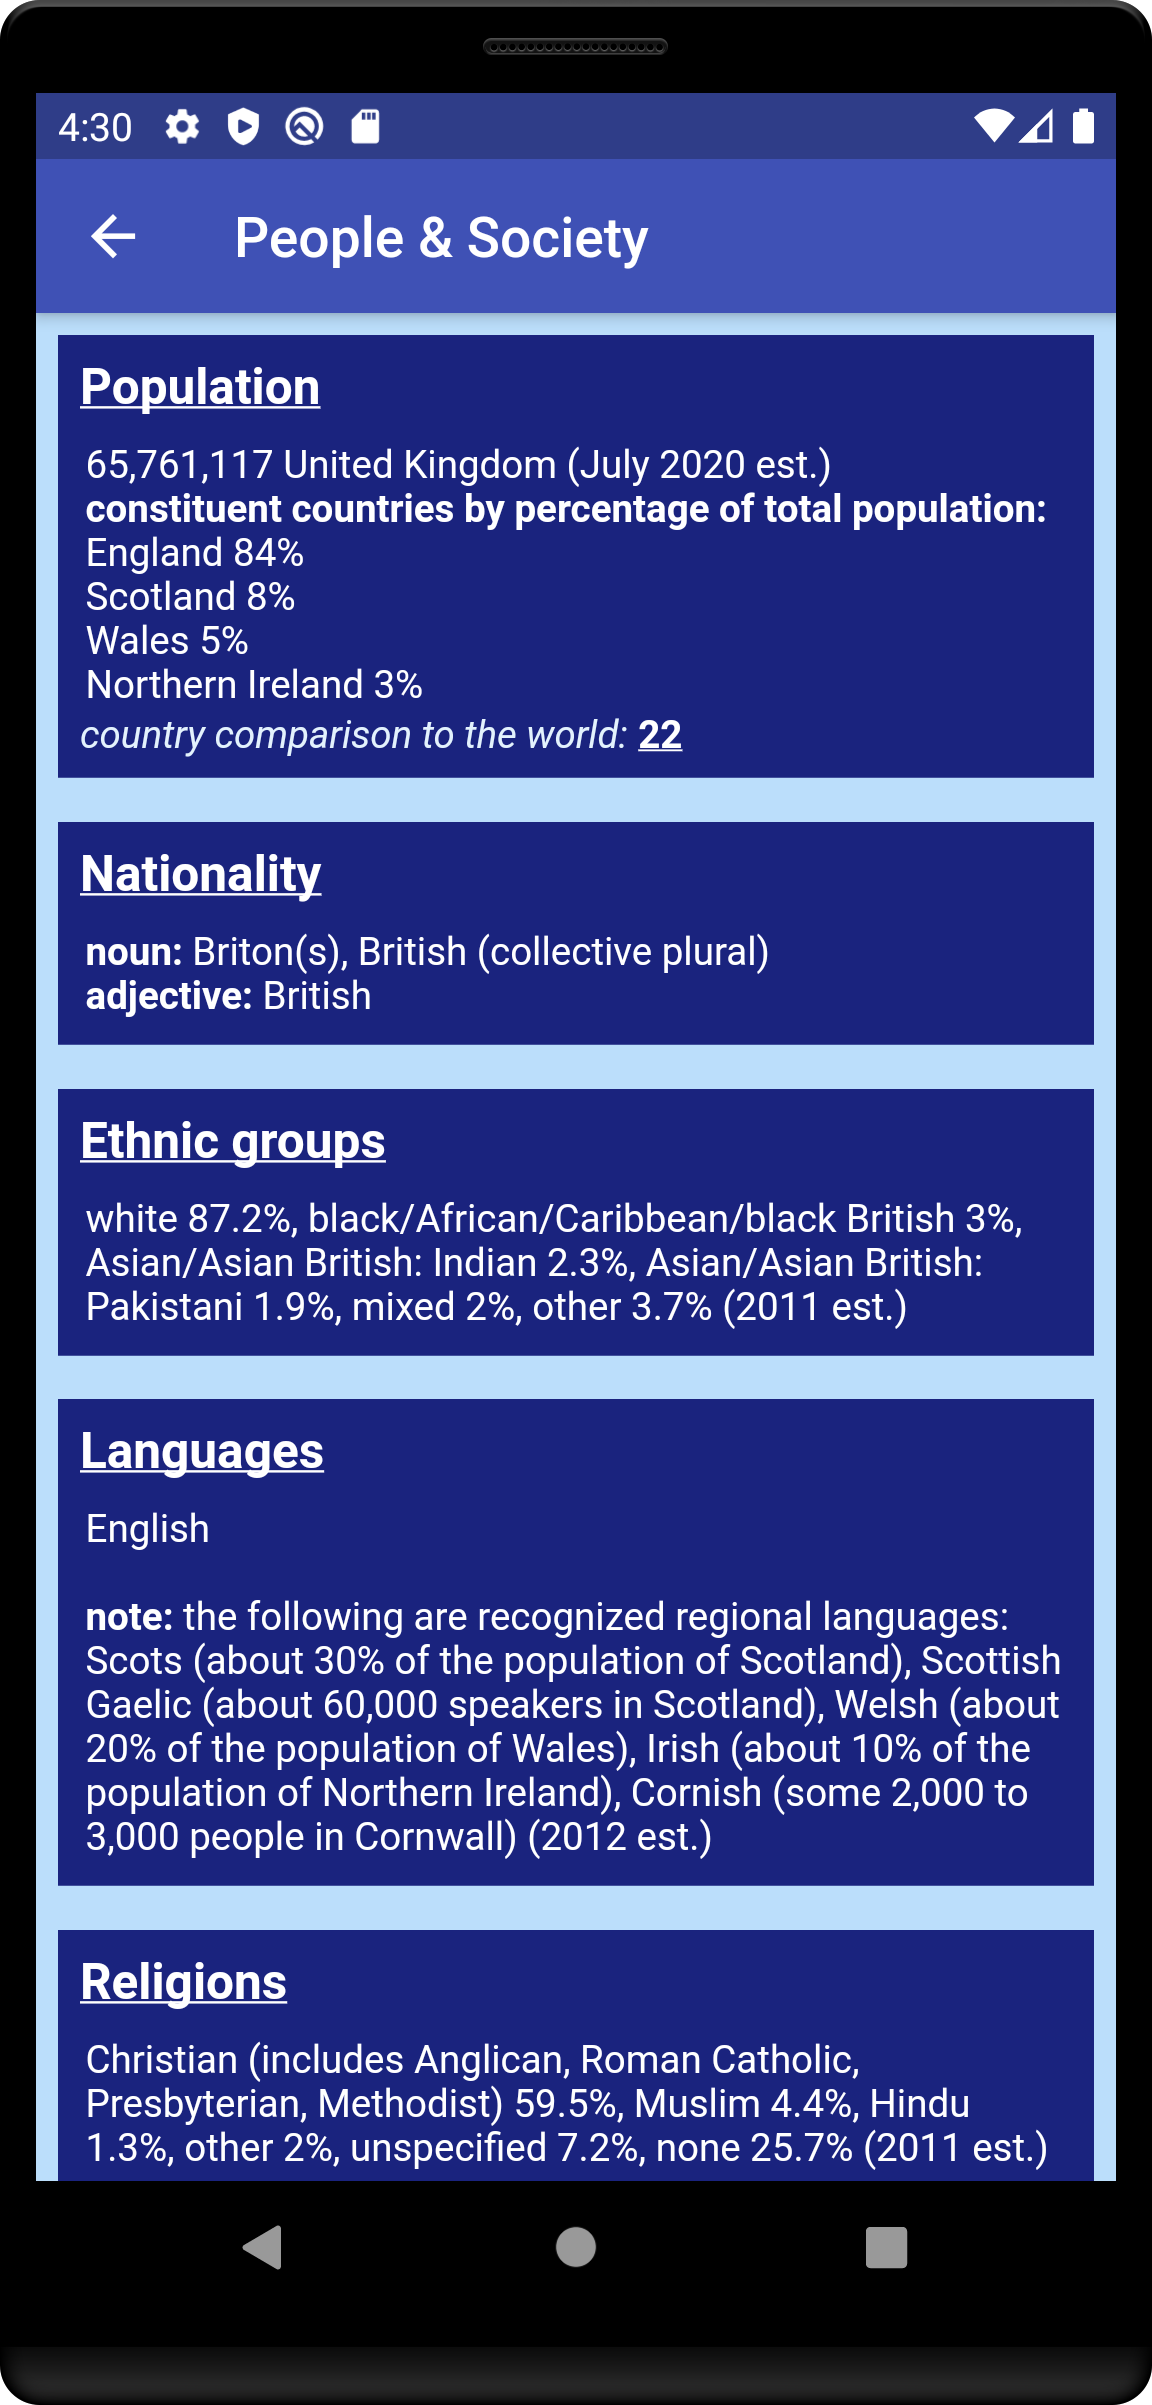 4:30
People & Society
Population
65,761,117 United Kingdom (July 2020 est.)
constituent countries by percentage of total population:
England 84%
Scotland 8%
Wales 5%
Northern Ireland 3%
country comparison to the world: 22
Nationality
noun: Briton(s), British (collective plural)
adjective: British
Ethnic groups
white 87.2%, black/African/Caribbean/black British 3%,
Asian/Asian British: Indian 2.3%, Asian/Asian British:
Pakistani 1.9%, mixed 2%, other 3.7% (2011 est.)
Languages
English
note: the following are recognized regional languages:
Scots (about 30% of the population of Scotland), Scottish
Gaelic (about 60,000 speakers in Scotland), Welsh (about
20% of the population of Wales), Irish (about 10% of the
population of Northern Ireland), Cornish (some 2,000 to
3,000 people in Cornwall) (2012 est.)
Religions
Christian (includes Anglican, Roman Catholic,
Presbyterian, Methodist) 59.5%, Muslim 4.4%, Hindu
1.3%, other 2%, unspecified 7.2%, none 25.7% (2011 est.)